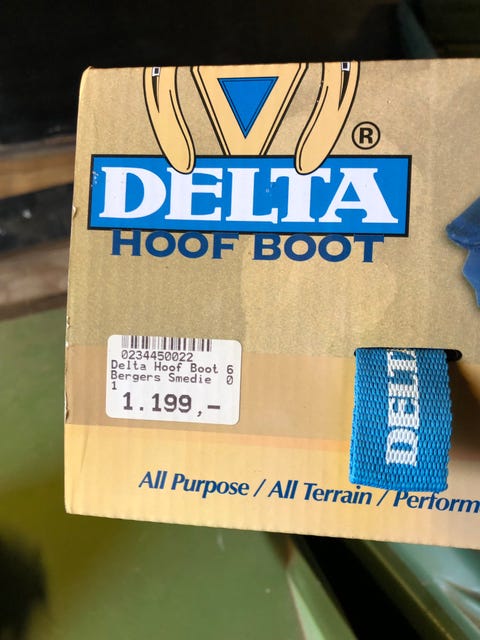 ®
DELTA
HOOF BOOT
0234450022
Delta Hoof Boot 6
Bergers Smedie 0
1
1.199,-
DELT
All Purpose / All Terrain / Perform